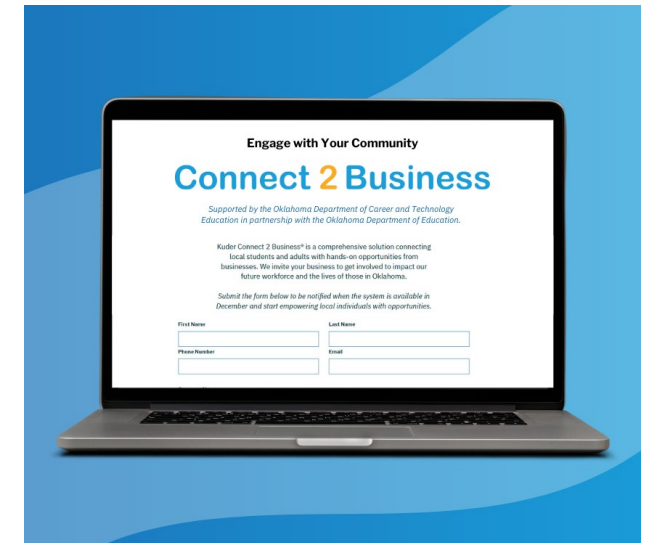 Engage with Your Community
Connect 2 Business
Supported by the Oklahoma Department of Career and Technology
Education in partnership with the Oklahoma Department of Education.
Kuder Connect 2 Business® is a comprehensive solution connecting
local students and adults with hands-on opportunities from
businesses. We invite your business to get involved to impact our
future workforce and the lives of those in Oklahoma.
Submit the form below to be notified when the system is available in
December and start empowering local individuals with opportunities.
First Name Last Name
Phone Number Email